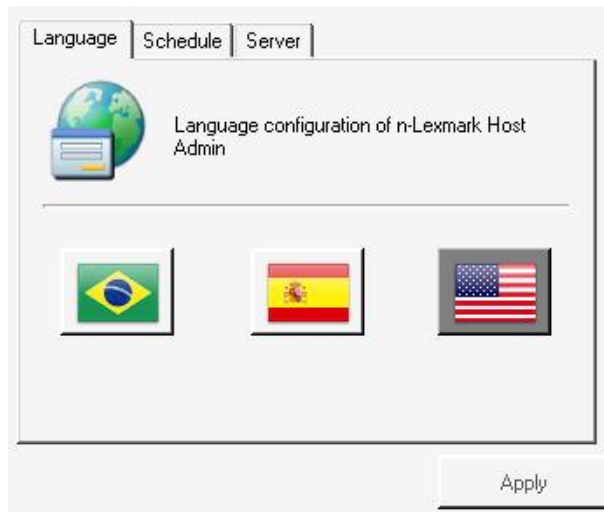 Language Schedule Server
Language configuration of n-Lexmark Host
Admin
Apply